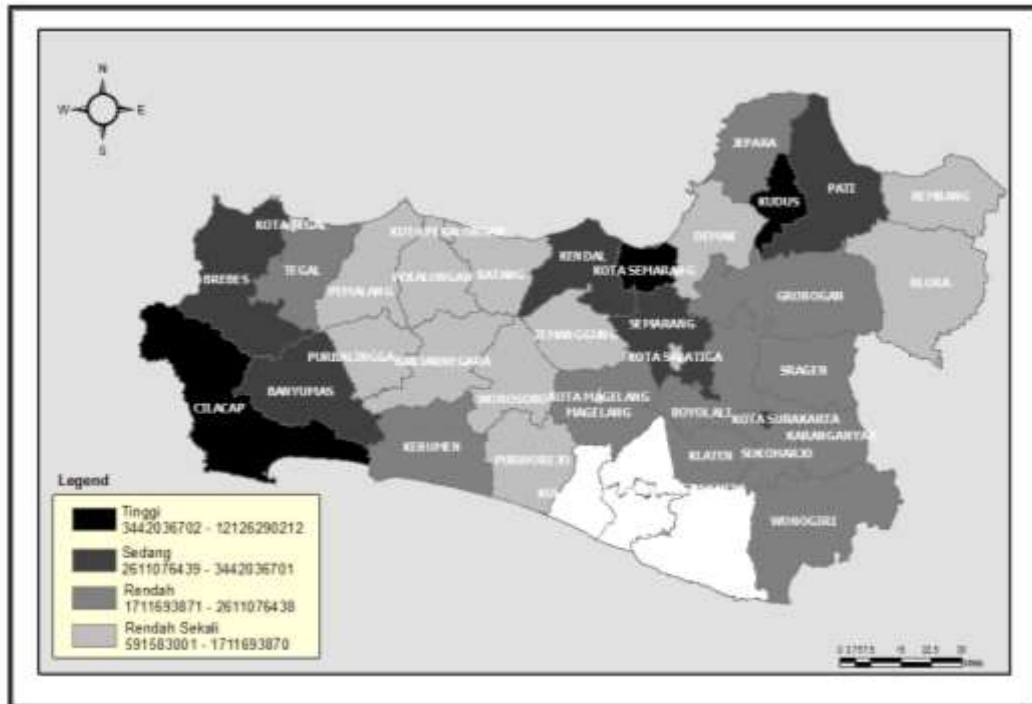 N
W E
S
JEPARA
KUDUS
PATI
REMBANG
KOTA TEGAL
DEMAK
KENDAL
KOTA SEMARANG
TEGAL
BREBES
BATANG
PEMALANG
BLORA
GROBOGAN
SEMARANG
TEMANGGUNG
PURBALINGGA
KOTA SALATIGA
SRAGEN
BANYUMAS
CILACAP
WONOSOBO
KOTA MAGELANG
MAGELANG
BOYOLALI
KOTA SURAKARTA
KARANGANYAR
KEBUMEN
PURWOREJO
KLATEN
SUKOHARJO
WONOGIRI
Legend
Tinggi
3442036702 - 12126290212
Sedang
2611076439 - 3442036701
Rendah
1711693871 - 2611076438
Rendah Sekali
591583001 - 1711693870